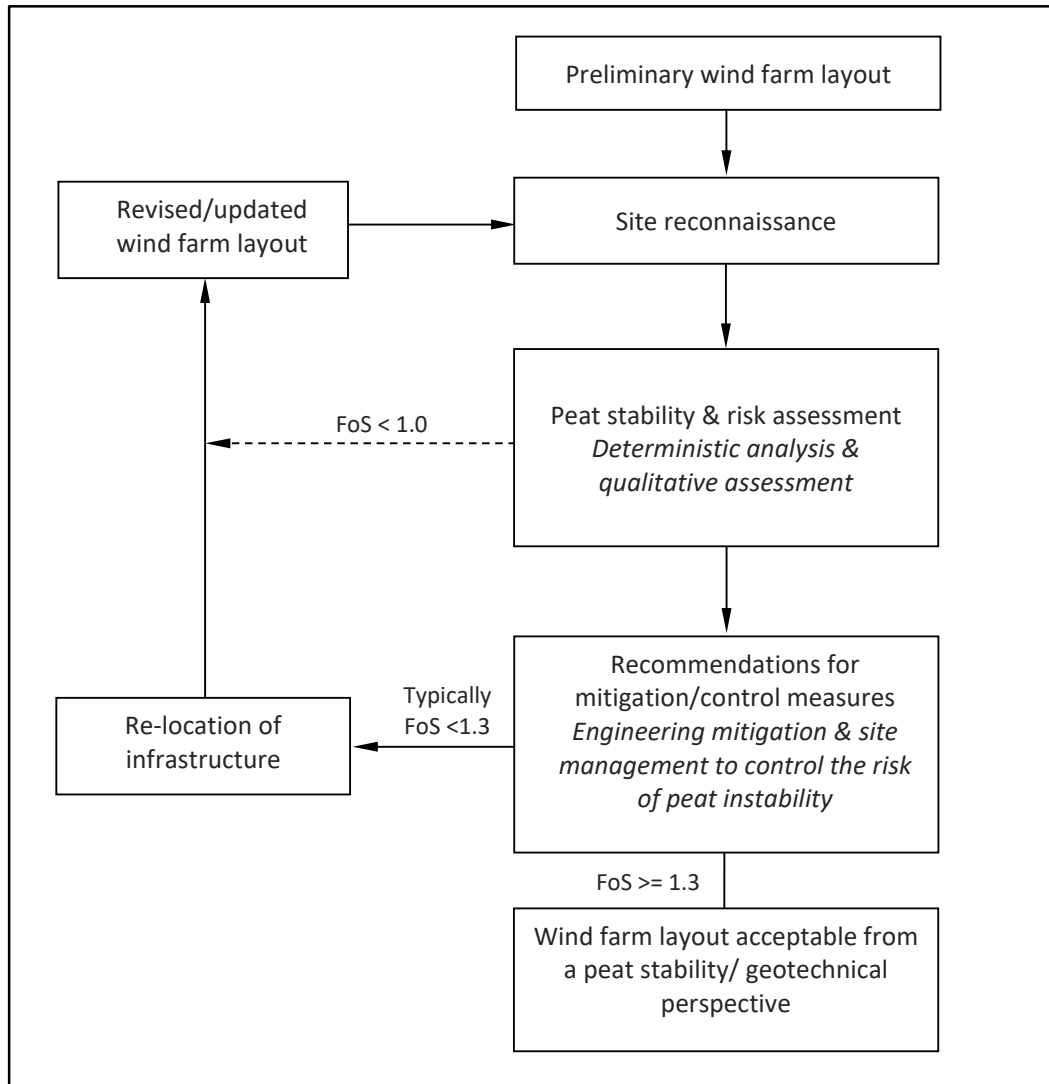 Preliminary wind farm layout
Revised/updated
wind farm layout
Site reconnaissance
Peat stability & risk assessment
Deterministic analysis &
qualitative assessment
FoS < 1.0
Recommendations for
mitigation/control measures
Engineering mitigation & site
management to control the risk
of peat instability
Typically
FoS <1.3
Re-location of
infrastructure
FoS >= 1.3
Wind farm layout acceptable from
a peat stability/ geotechnical
perspective